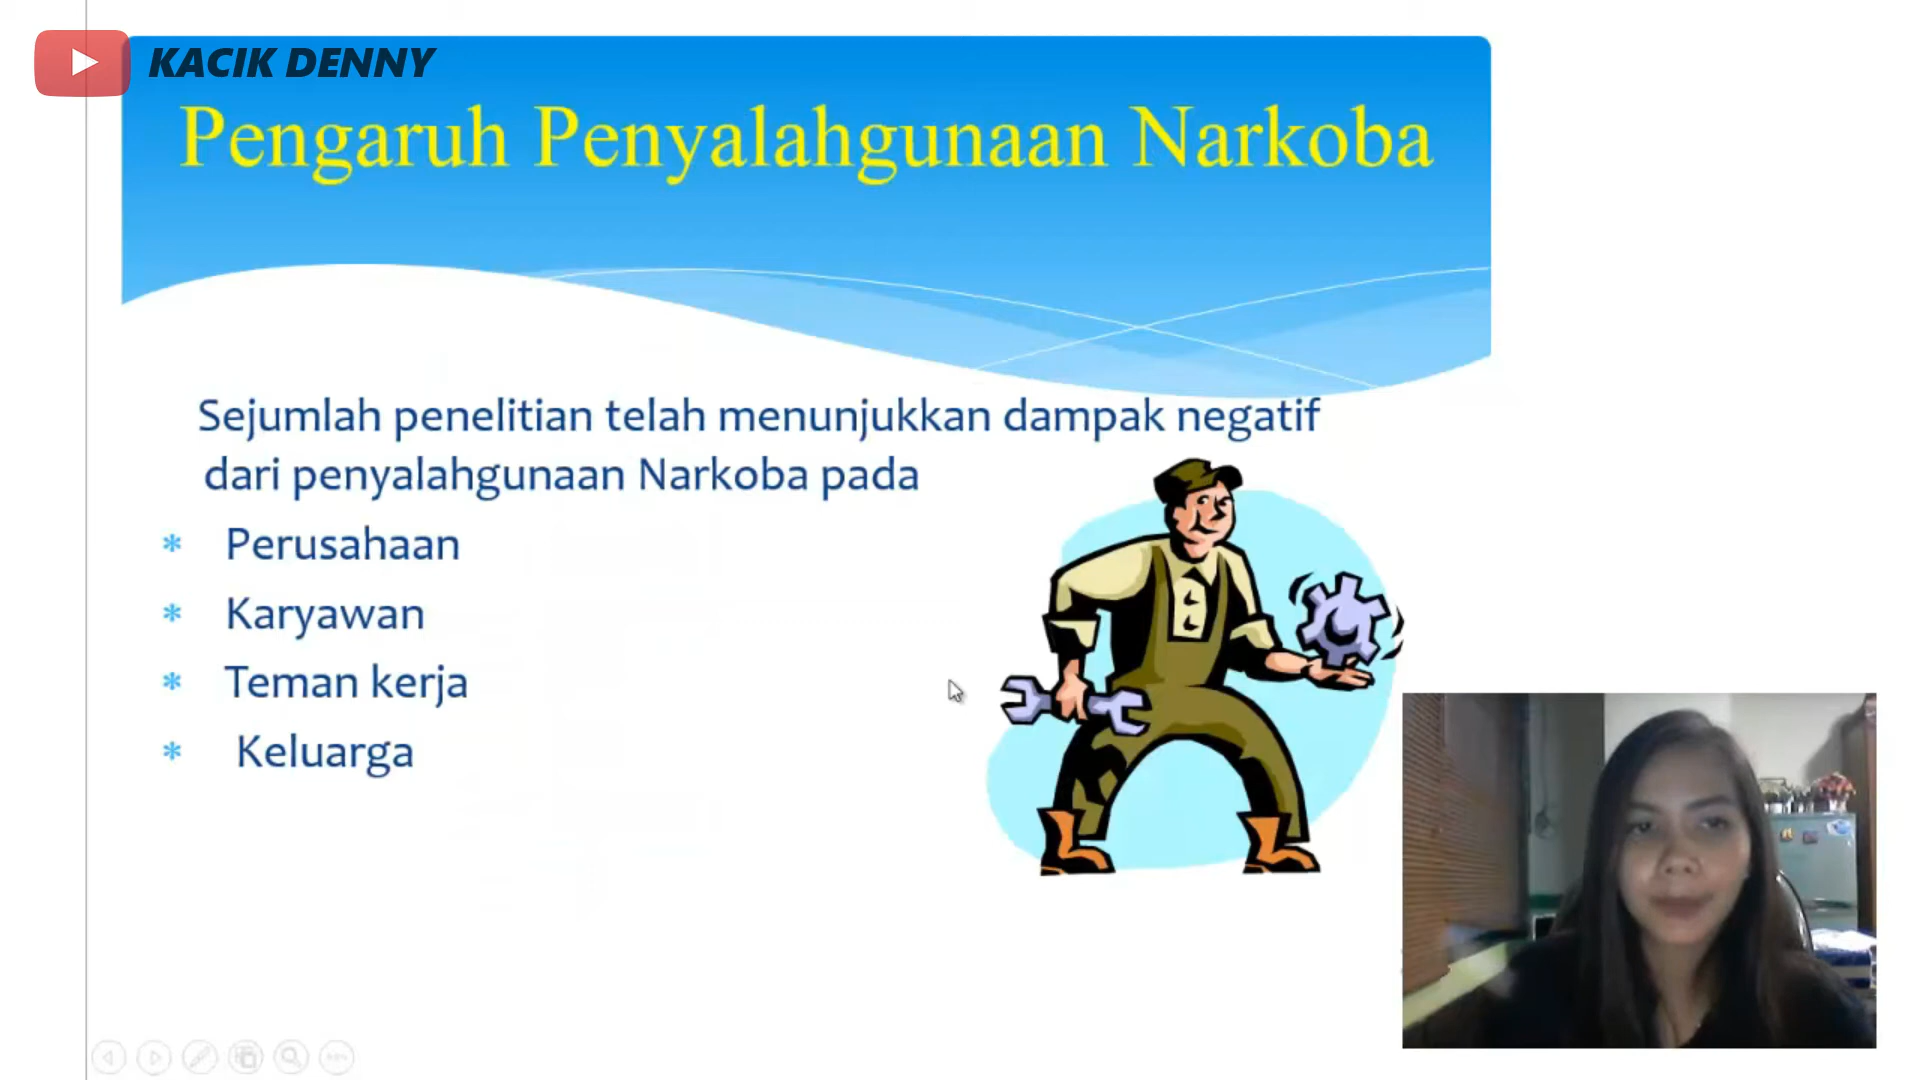 KACIK DENNY
Pengaruh Penyalahgunaan Narkoba
Sejumlah penelitian telah menunjukkan dampak negatif
dari penyalahgunaan Narkoba pada
* Perusahaan
* Karyawan
* Teman kerja
* Keluarga